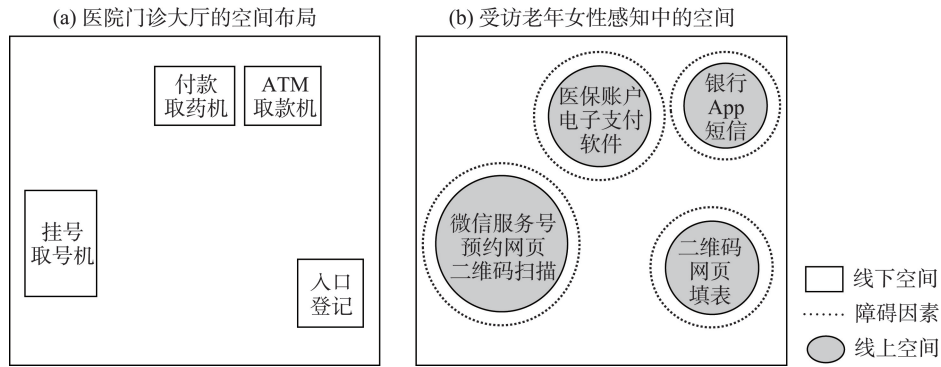 (a) 医院门诊大厅的空间布局
付款
取药机
ATM
取款机
挂号
取号机
入口
登记
(b) 受访老年女性感知中的空间
医保账户
电子支付
软件
银行
App
短信
微信服务号
预约网页
二维码扫描
二维码
网页
填表
线下空间
障碍因素
线上空间